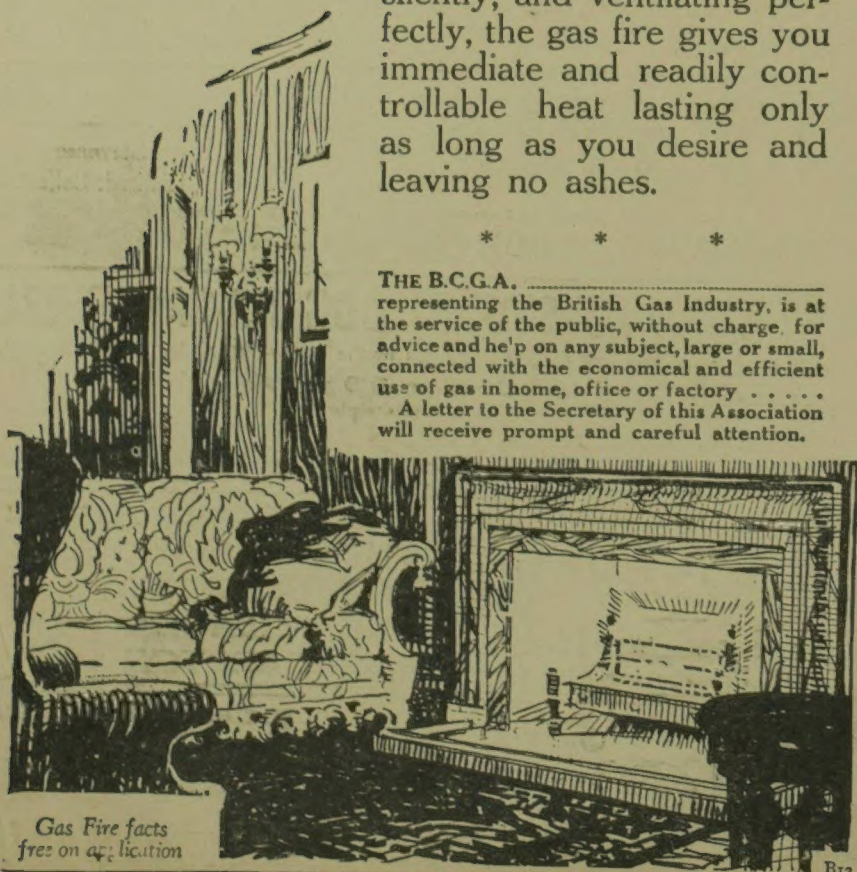 silently, and ventilating per-
fectly, the gas fire gives you
immediate and readily con-
trollable heat lasting only
as long as you desire and
leaving no ashes.
* * *
THE B.C.G.A.
representing the British Gas Industry, is at
the service of the public, without charge, for
advice and he'p on any subject, large or small,
connected with the economical and efficient
use of gas in home, office or factory . . . . .
A letter to the Secretary of this Association
will receive prompt and careful attention.
Gas Fire facts
free on application